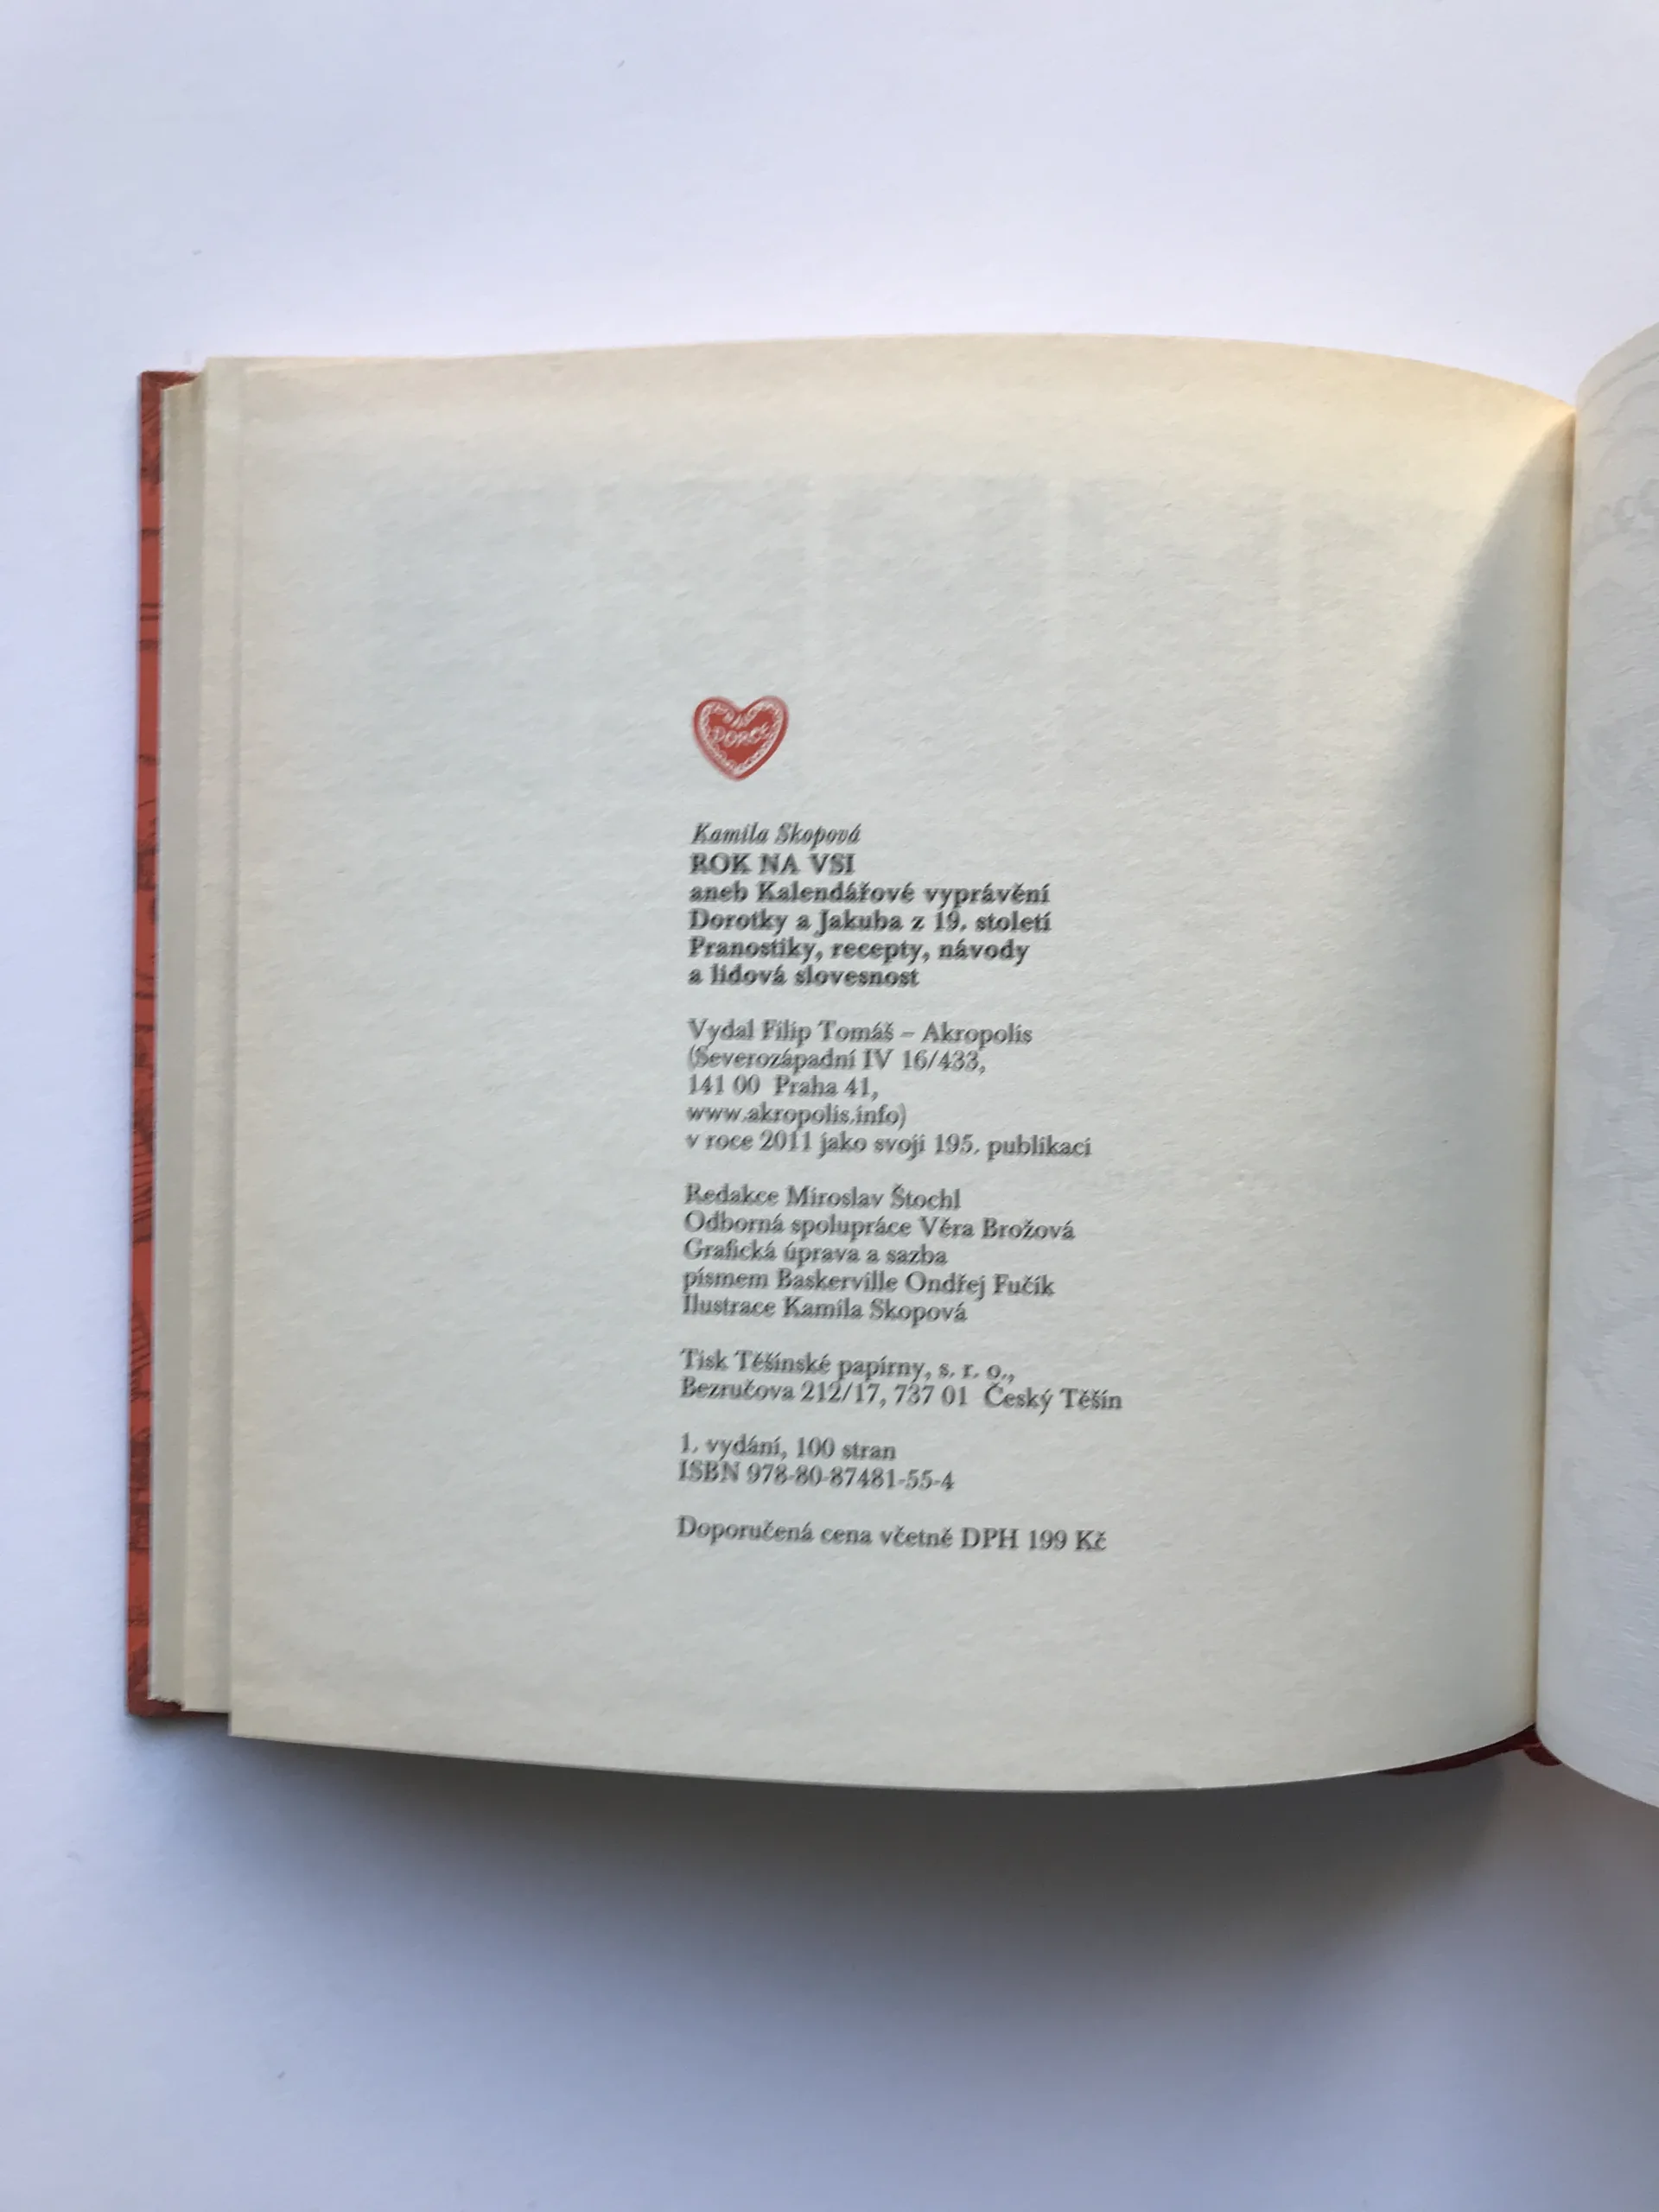 DORCE
Kamila Skopová
ROK NA VSI
aneb Kalendářové vyprávění
Dorotky a Jakuba z 19. století
Pranostiky, recepty, návody
a lidová slovesnost
Vydal Filip Tomáš – Akropolis
(Severozápadní IV 16/433,
141 00 Praha 41,
www.akropolis.info)
v roce 2011 jako svoji 195. publikaci
Redakce Miroslav Štochl
Odborná spolupráce Věra Brožová
Grafická úprava a sazba
písmem Baskerville Ondřej Fučík
Ilustrace Kamila Skopová
Tisk Těšínské papírny, s. r. o.,
Bezručova 212/17, 737 01 Český Těšín
1. vydání, 100 stran
ISBN 978-80-87481-55-4
Doporučená cena včetně DPH 199 Kč